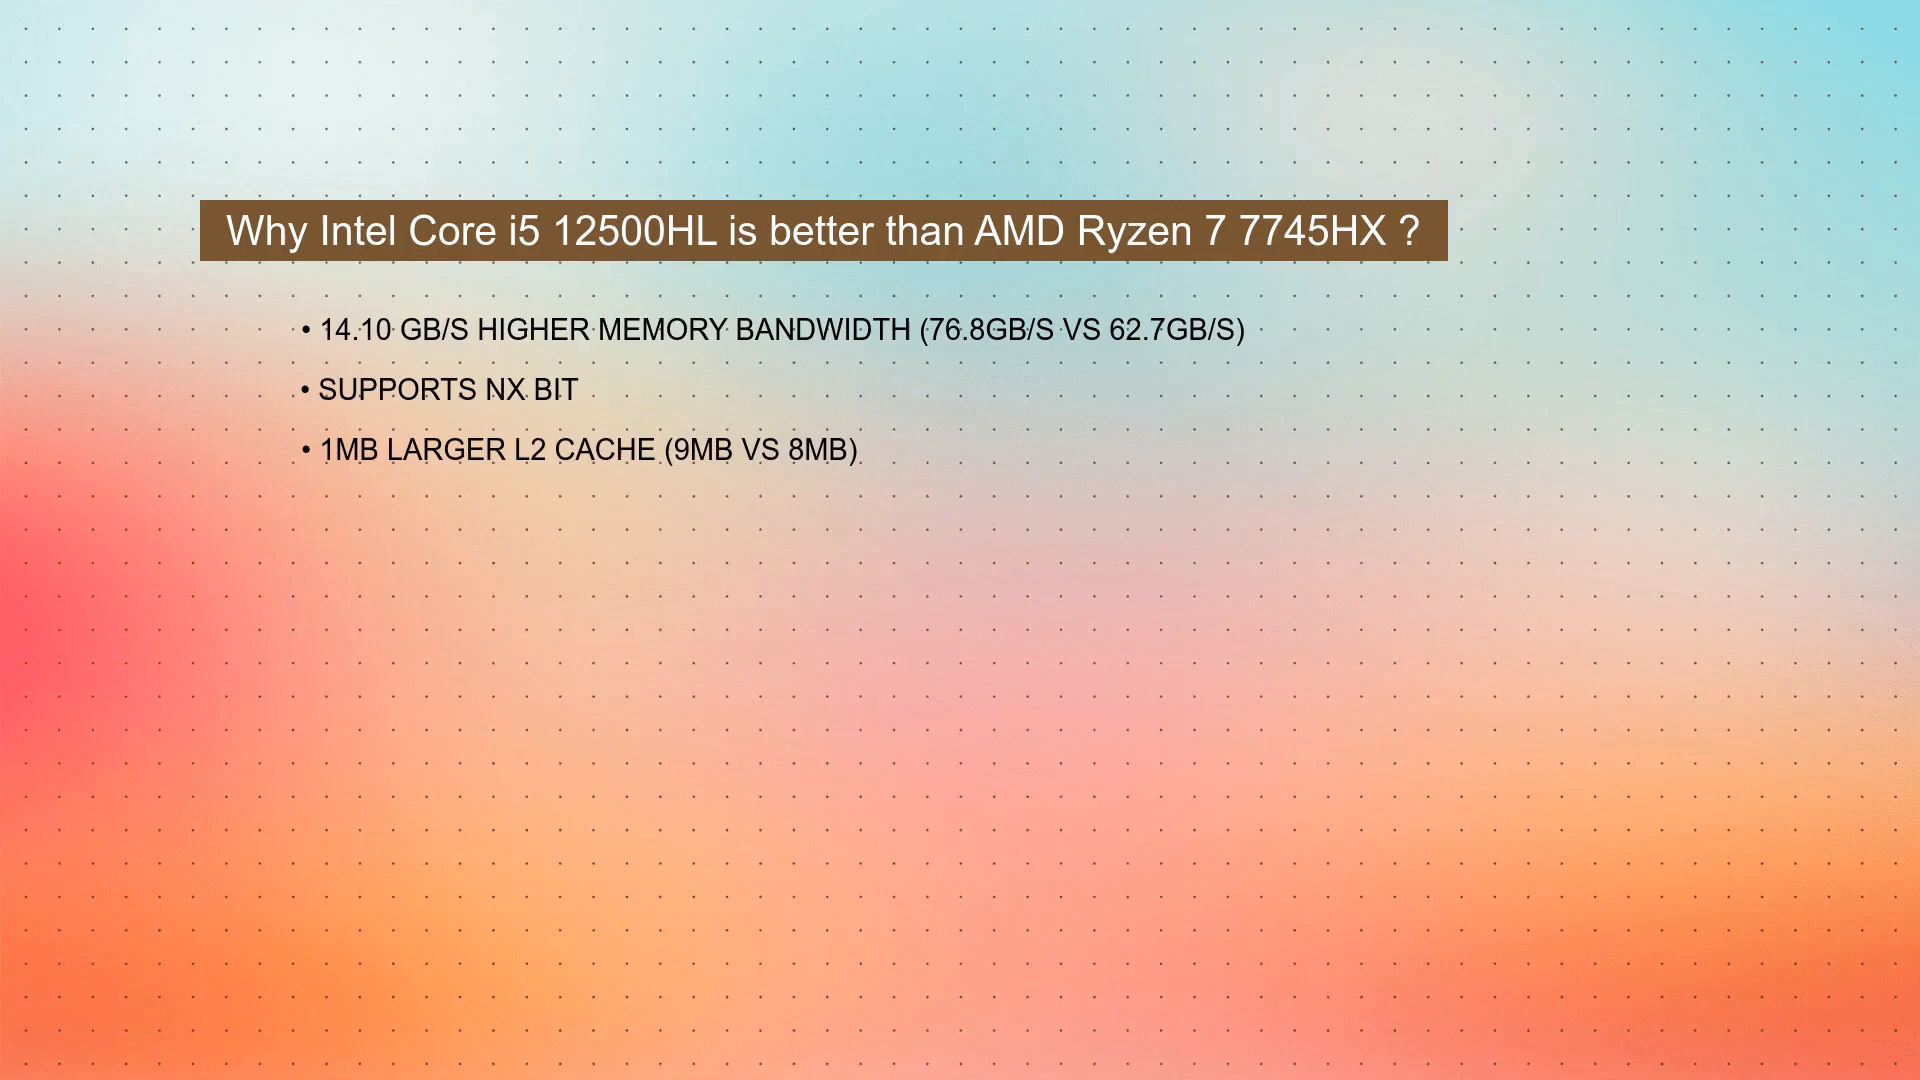 Why Intel Core i5 12500HL is better than AMD Ryzen 7 7745HX ?
• 14.10 GB/S HIGHER MEMORY BANDWIDTH (76.8GB/S VS 62.7GB/S)
• SUPPORTS NX BIT
• 1MB LARGER L2 CACHE (9MB VS 8MB)